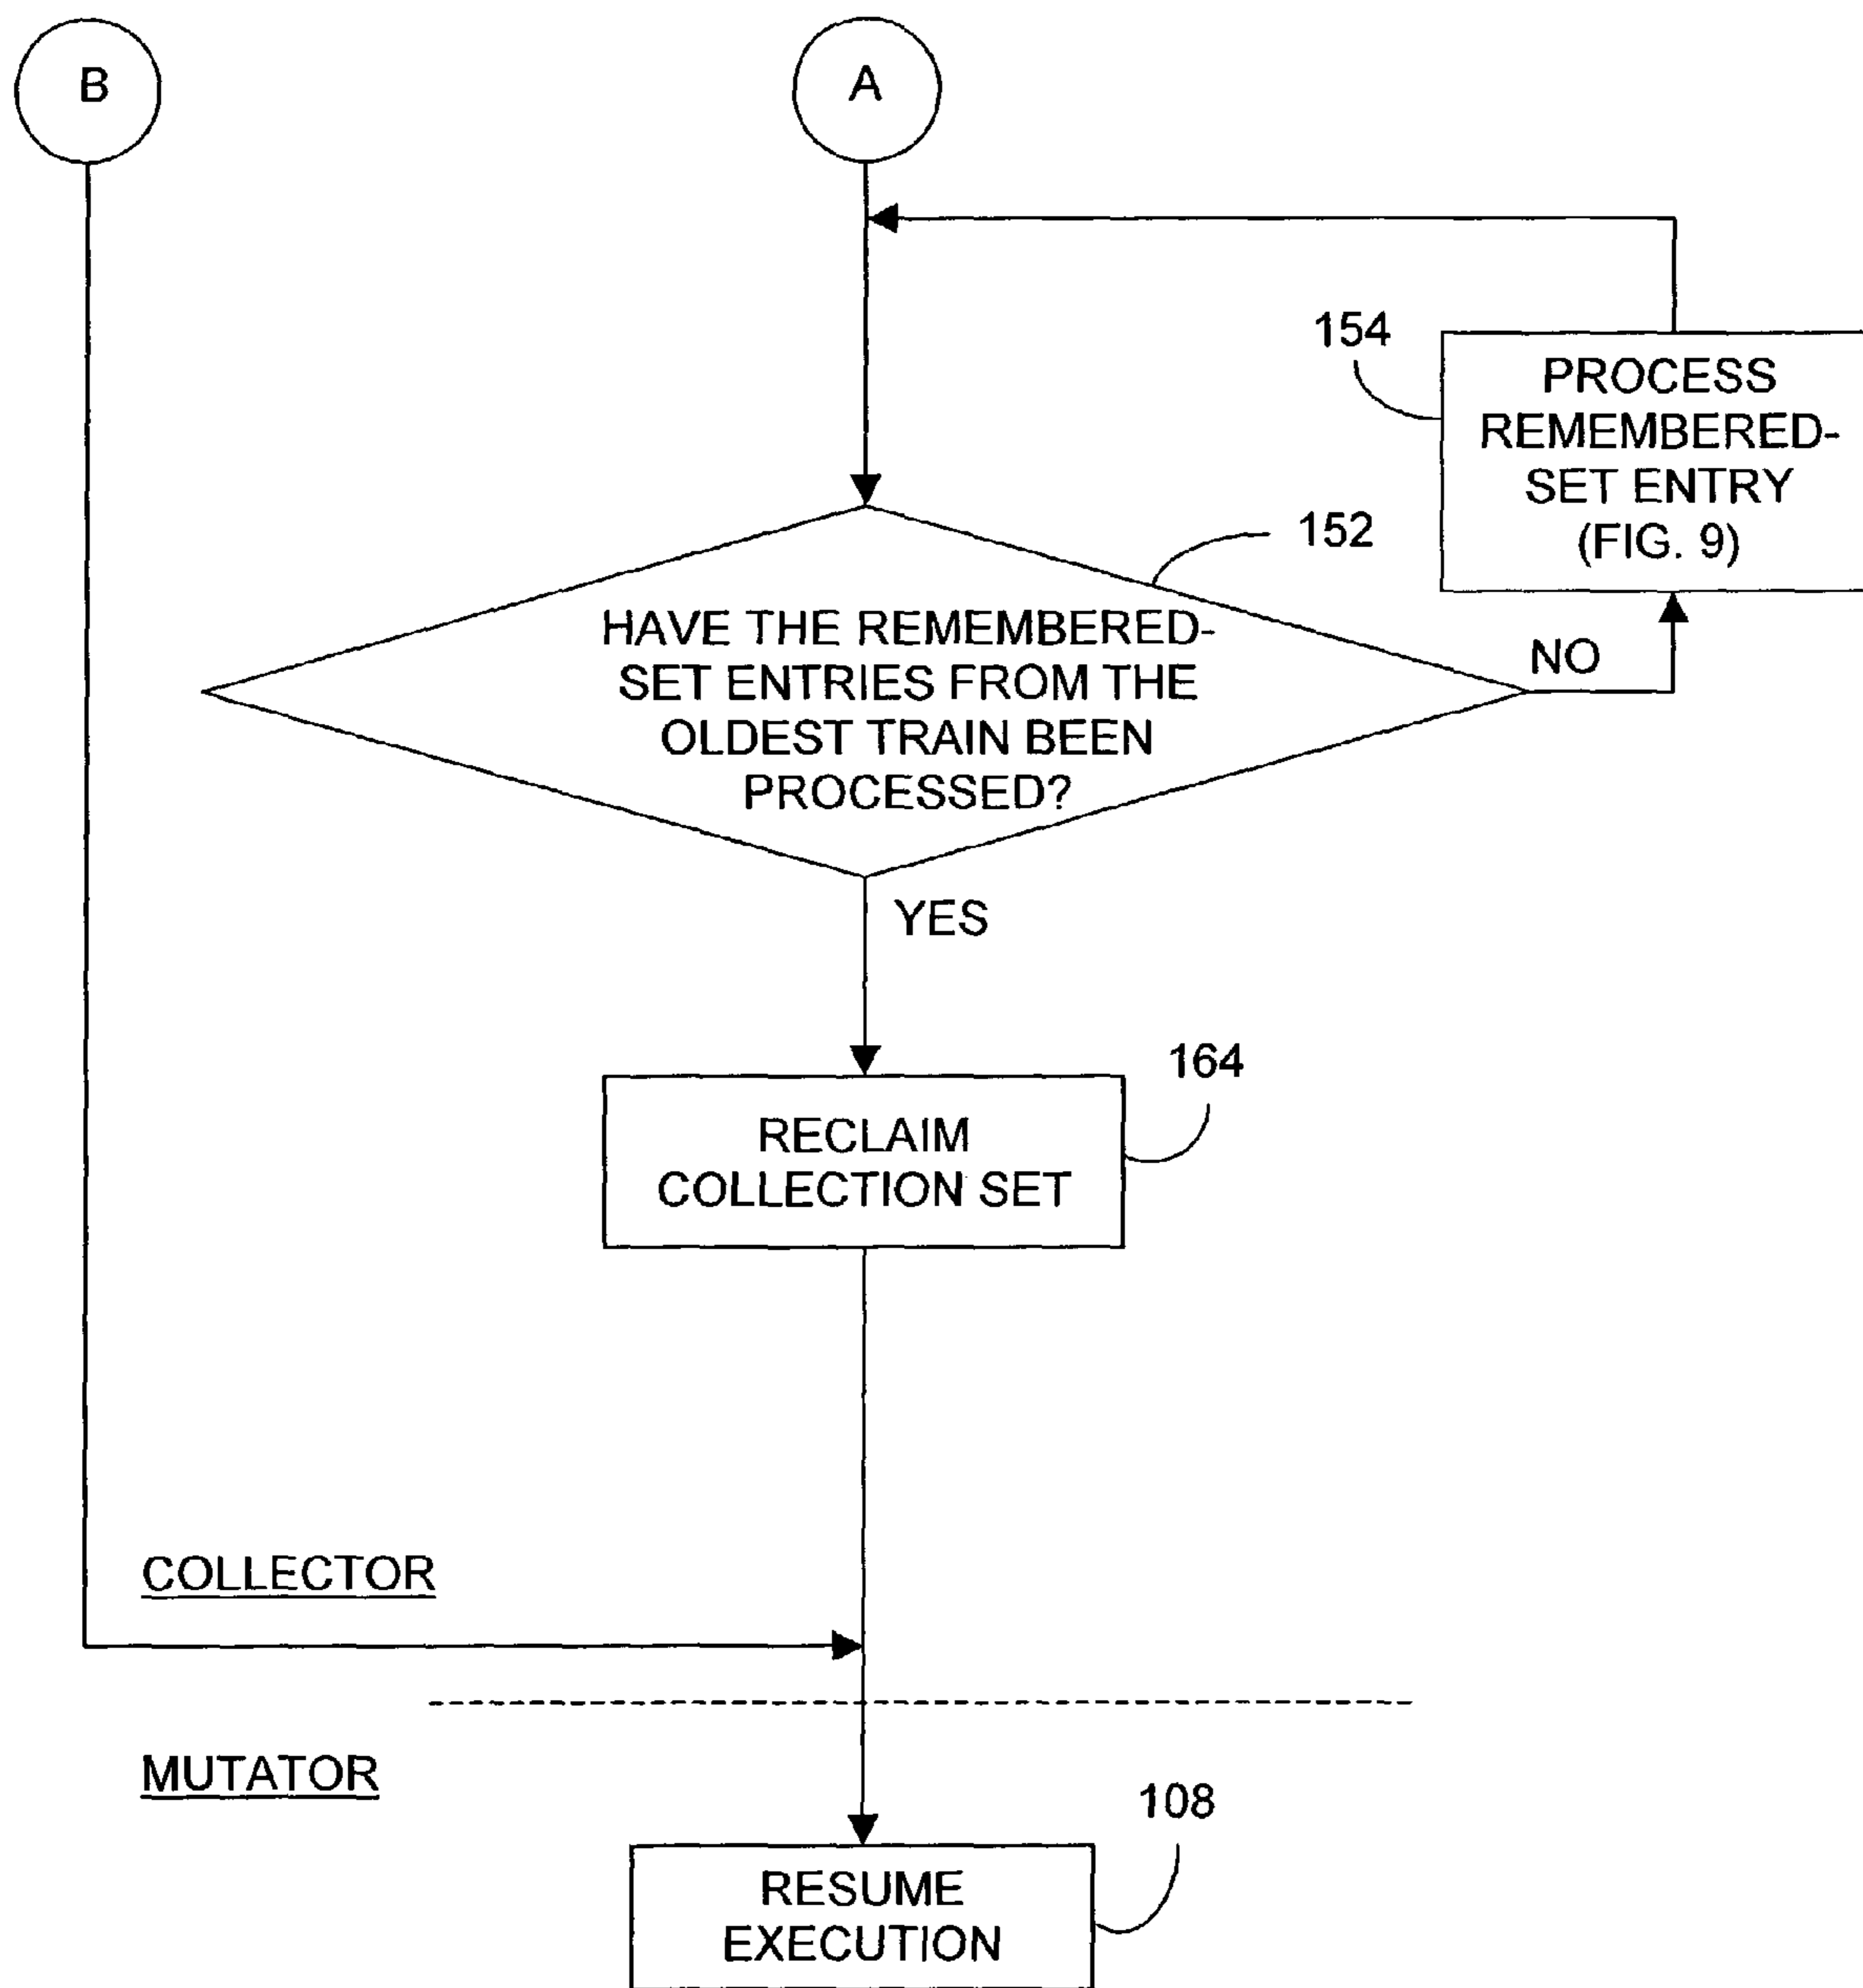 B
A
154
PROCESS
REMEMBERED-
SET ENTRY
(FIG. 9)
152
HAVE THE REMEMBERED-
SET ENTRIES FROM THE
OLDEST TRAIN BEEN
PROCESSED?
NO
YES
164
RECLAIM
COLLECTION SET
COLLECTOR
MUTATOR
108
RESUME
EXECUTION